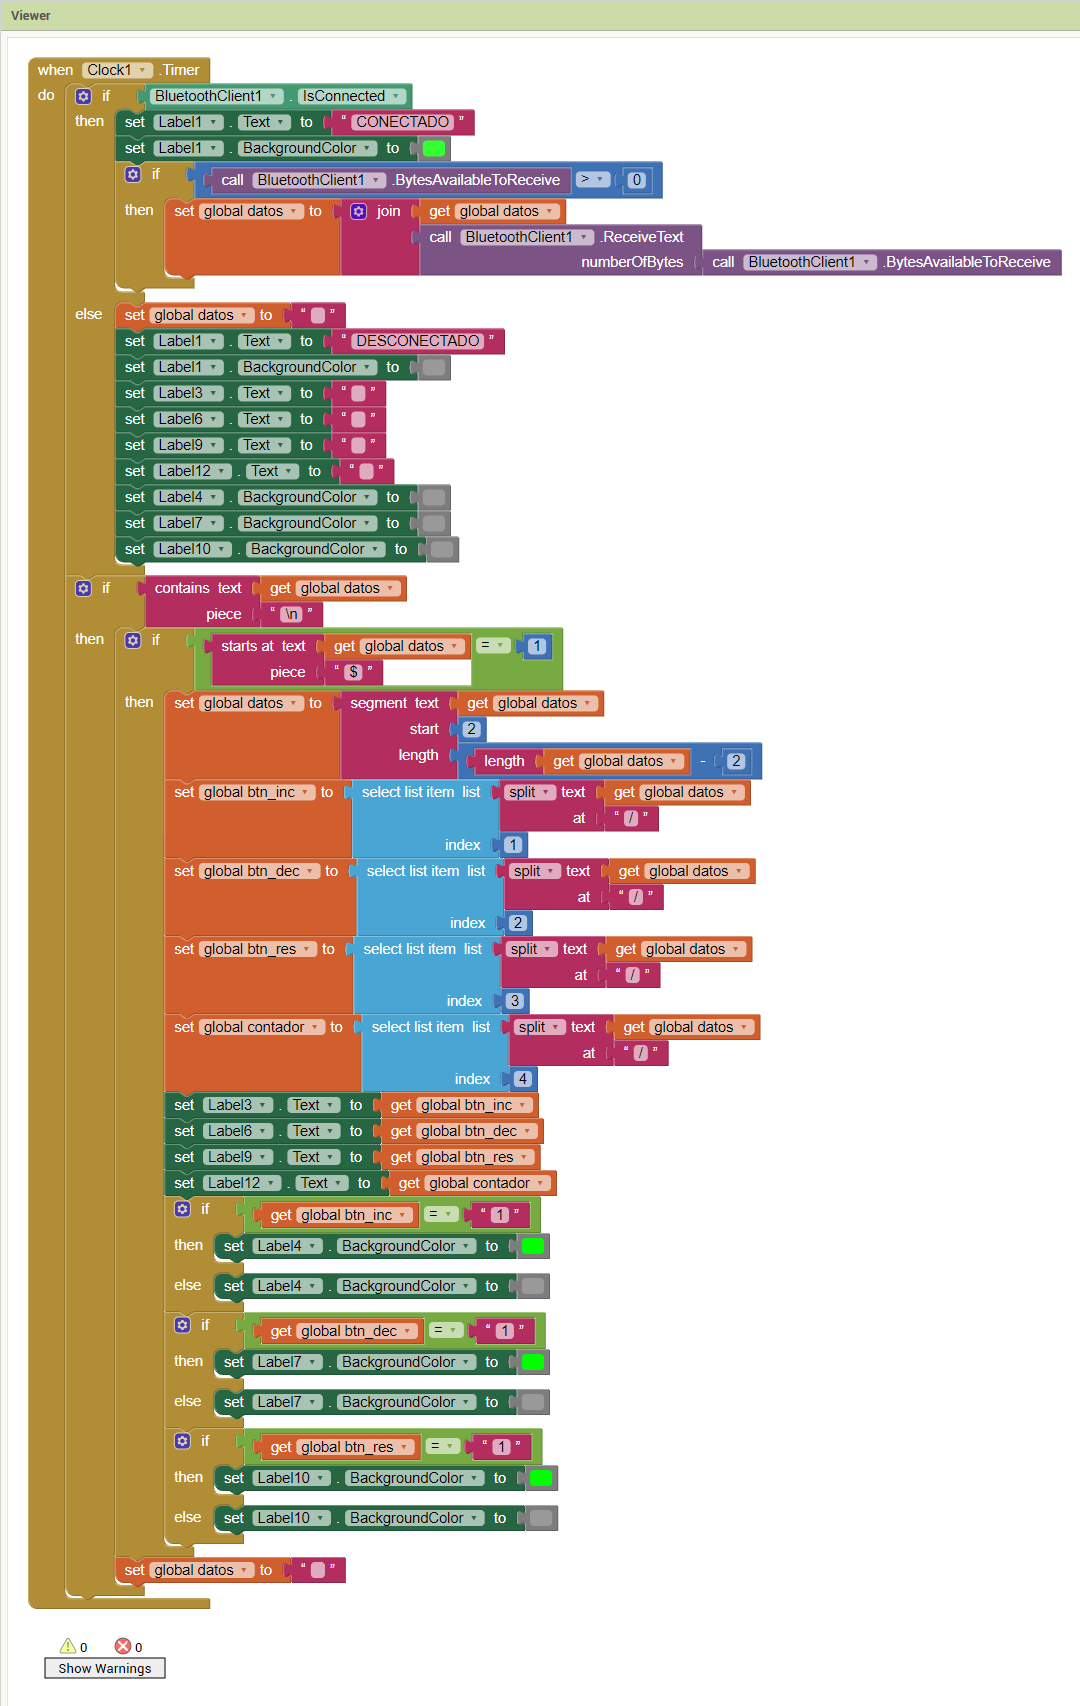 Viewer
when Clock1 .Timer
do if BluetoothClient1 . IsConnected
then set Label1 . Text to “ CONECTADO ”
set Label1 . BackgroundColor to
if call BluetoothClient1 .BytesAvailableToReceive > 0
then set global datos to join get global datos
call BluetoothClient1 .ReceiveText
numberOfBytes call BluetoothClient1 .BytesAvailableToReceive
else set global datos to “ ”
set Label1 . Text to “ DESCONECTADO ”
set Label1 . BackgroundColor to
set Label3 . Text to “ ”
set Label6 . Text to “ ”
set Label9 . Text to “ ”
set Label12 . Text to “ ”
set Label4 . BackgroundColor to
set Label7 . BackgroundColor to
set Label10 . BackgroundColor to
if contains text get global datos
piece “ \n ”
then if starts at text get global datos = 1
piece “ $ ”
then set global datos to segment text get global datos
start 2
length length get global datos - 2
set global btn_inc to select list item list split text get global datos
at “ / ”
index 1
set global btn_dec to select list item list split text get global datos
at “ / ”
index 2
set global btn_res to select list item list split text get global datos
at “ / ”
index 3
set global contador to select list item list split text get global datos
at “ / ”
index 4
set Label3 . Text to get global btn_inc
set Label6 . Text to get global btn_dec
set Label9 . Text to get global btn_res
set Label12 . Text to get global contador
if get global btn_inc = “ 1 ”
then set Label4 . BackgroundColor to
else set Label4 . BackgroundColor to
if get global btn_dec = “ 1 ”
then set Label7 . BackgroundColor to
else set Label7 . BackgroundColor to
if get global btn_res = “ 1 ”
then set Label10 . BackgroundColor to
else set Label10 . BackgroundColor to
set global datos to “ ”
0 0
Show Warnings